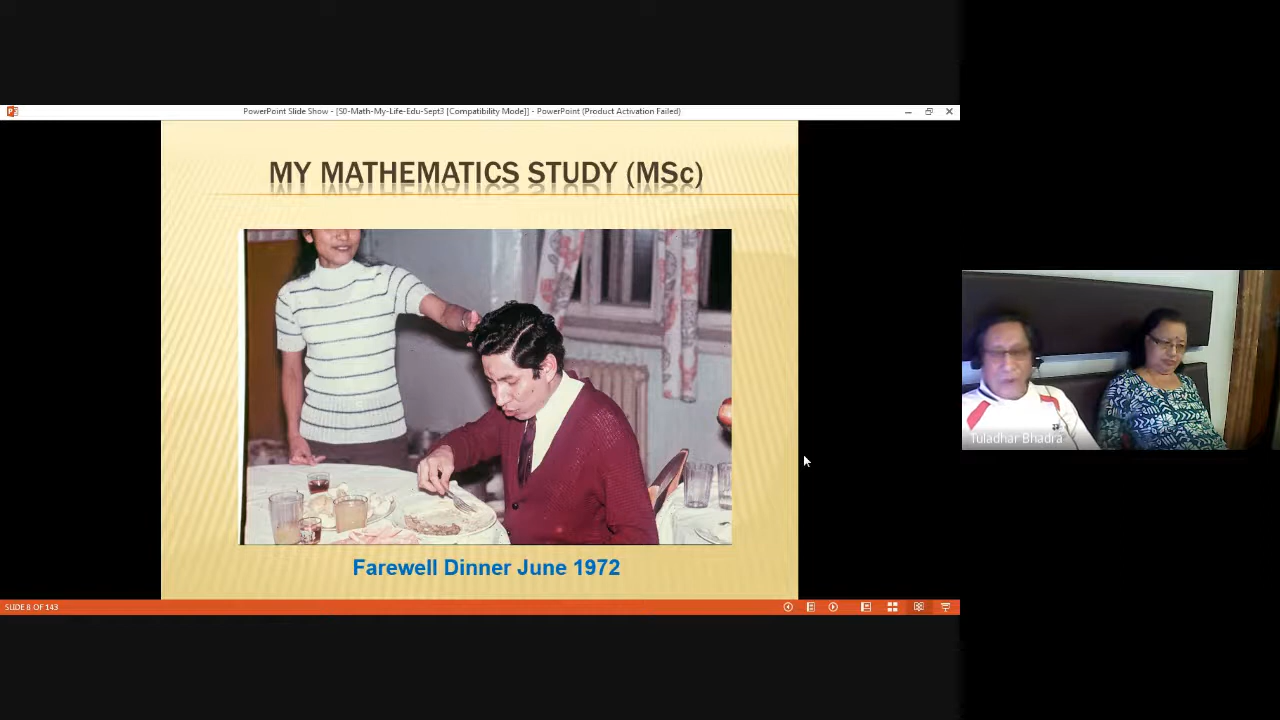 PowerPoint Slide Show - [S0-Math-My-Life-Edu-Sept3 [Compatibility Mode]] - PowerPoint (Product Activation Failed)
MY MATHEMATICS STUDY (MSc)
Farewell Dinner June 1972
Tuladhar Bhadra
SLIDE 8 OF 143